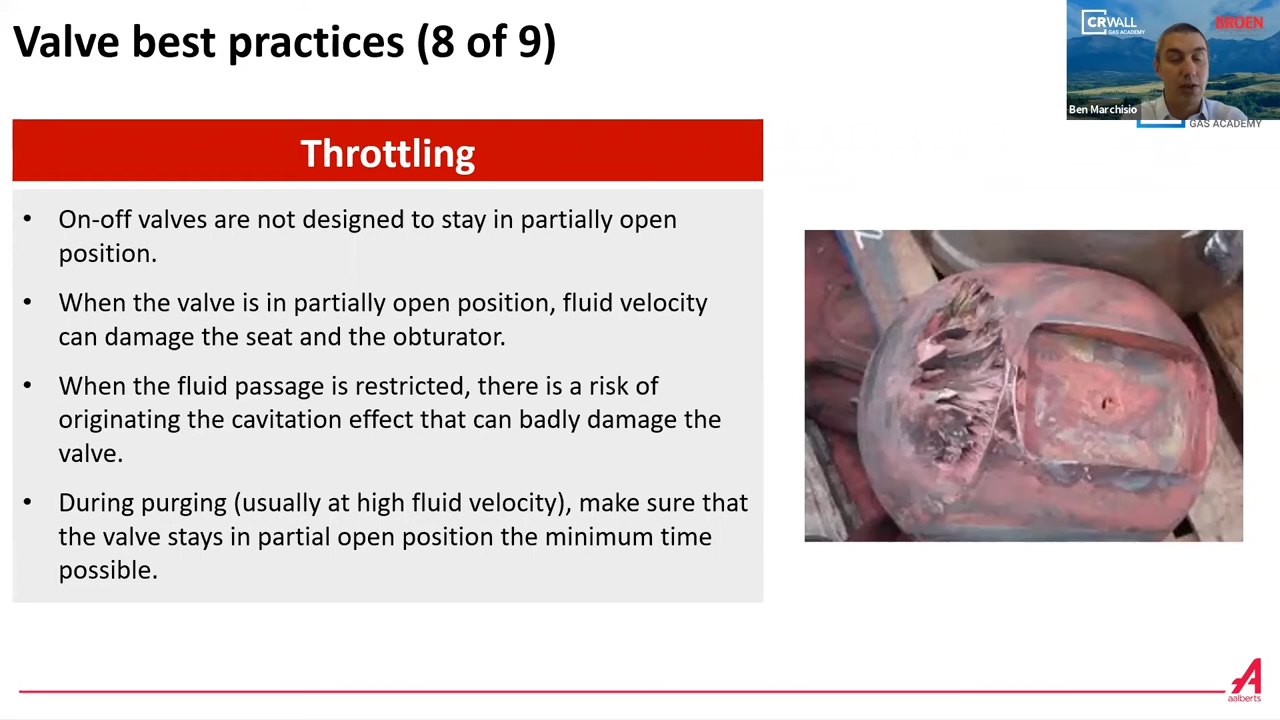 Valve best practices (8 of 9)
CRWALL
GAS ACADEMY
BROEN
Ben Marchisio
GAS ACADEMY
Throttling
• On-off valves are not designed to stay in partially open
position.
• When the valve is in partially open position, fluid velocity
can damage the seat and the obturator.
• When the fluid passage is restricted, there is a risk of
originating the cavitation effect that can badly damage the
valve.
• During purging (usually at high fluid velocity), make sure that
the valve stays in partial open position the minimum time
possible.
aalberts